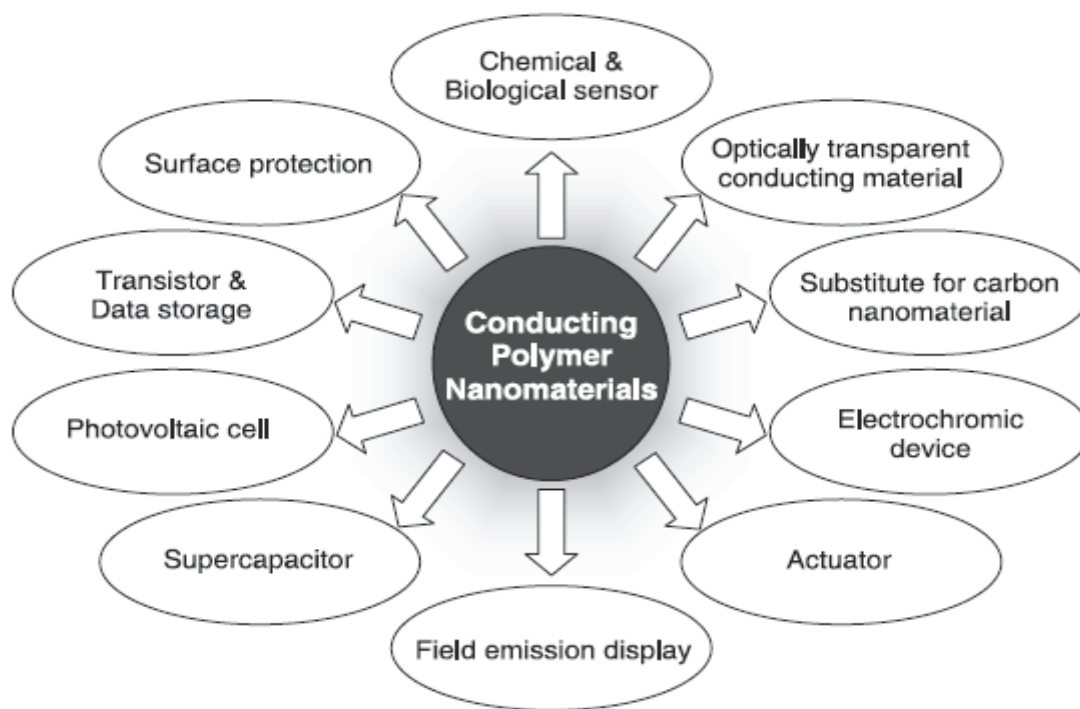 Chemical &
Biological sensor
Surface protection
Optically transparent
conducting material
Transistor &
Data storage
Substitute for carbon
nanomaterial
Conducting
Polymer
Nanomaterials
Photovoltaic cell
Electrochromic
device
Supercapacitor
Actuator
Field emission display